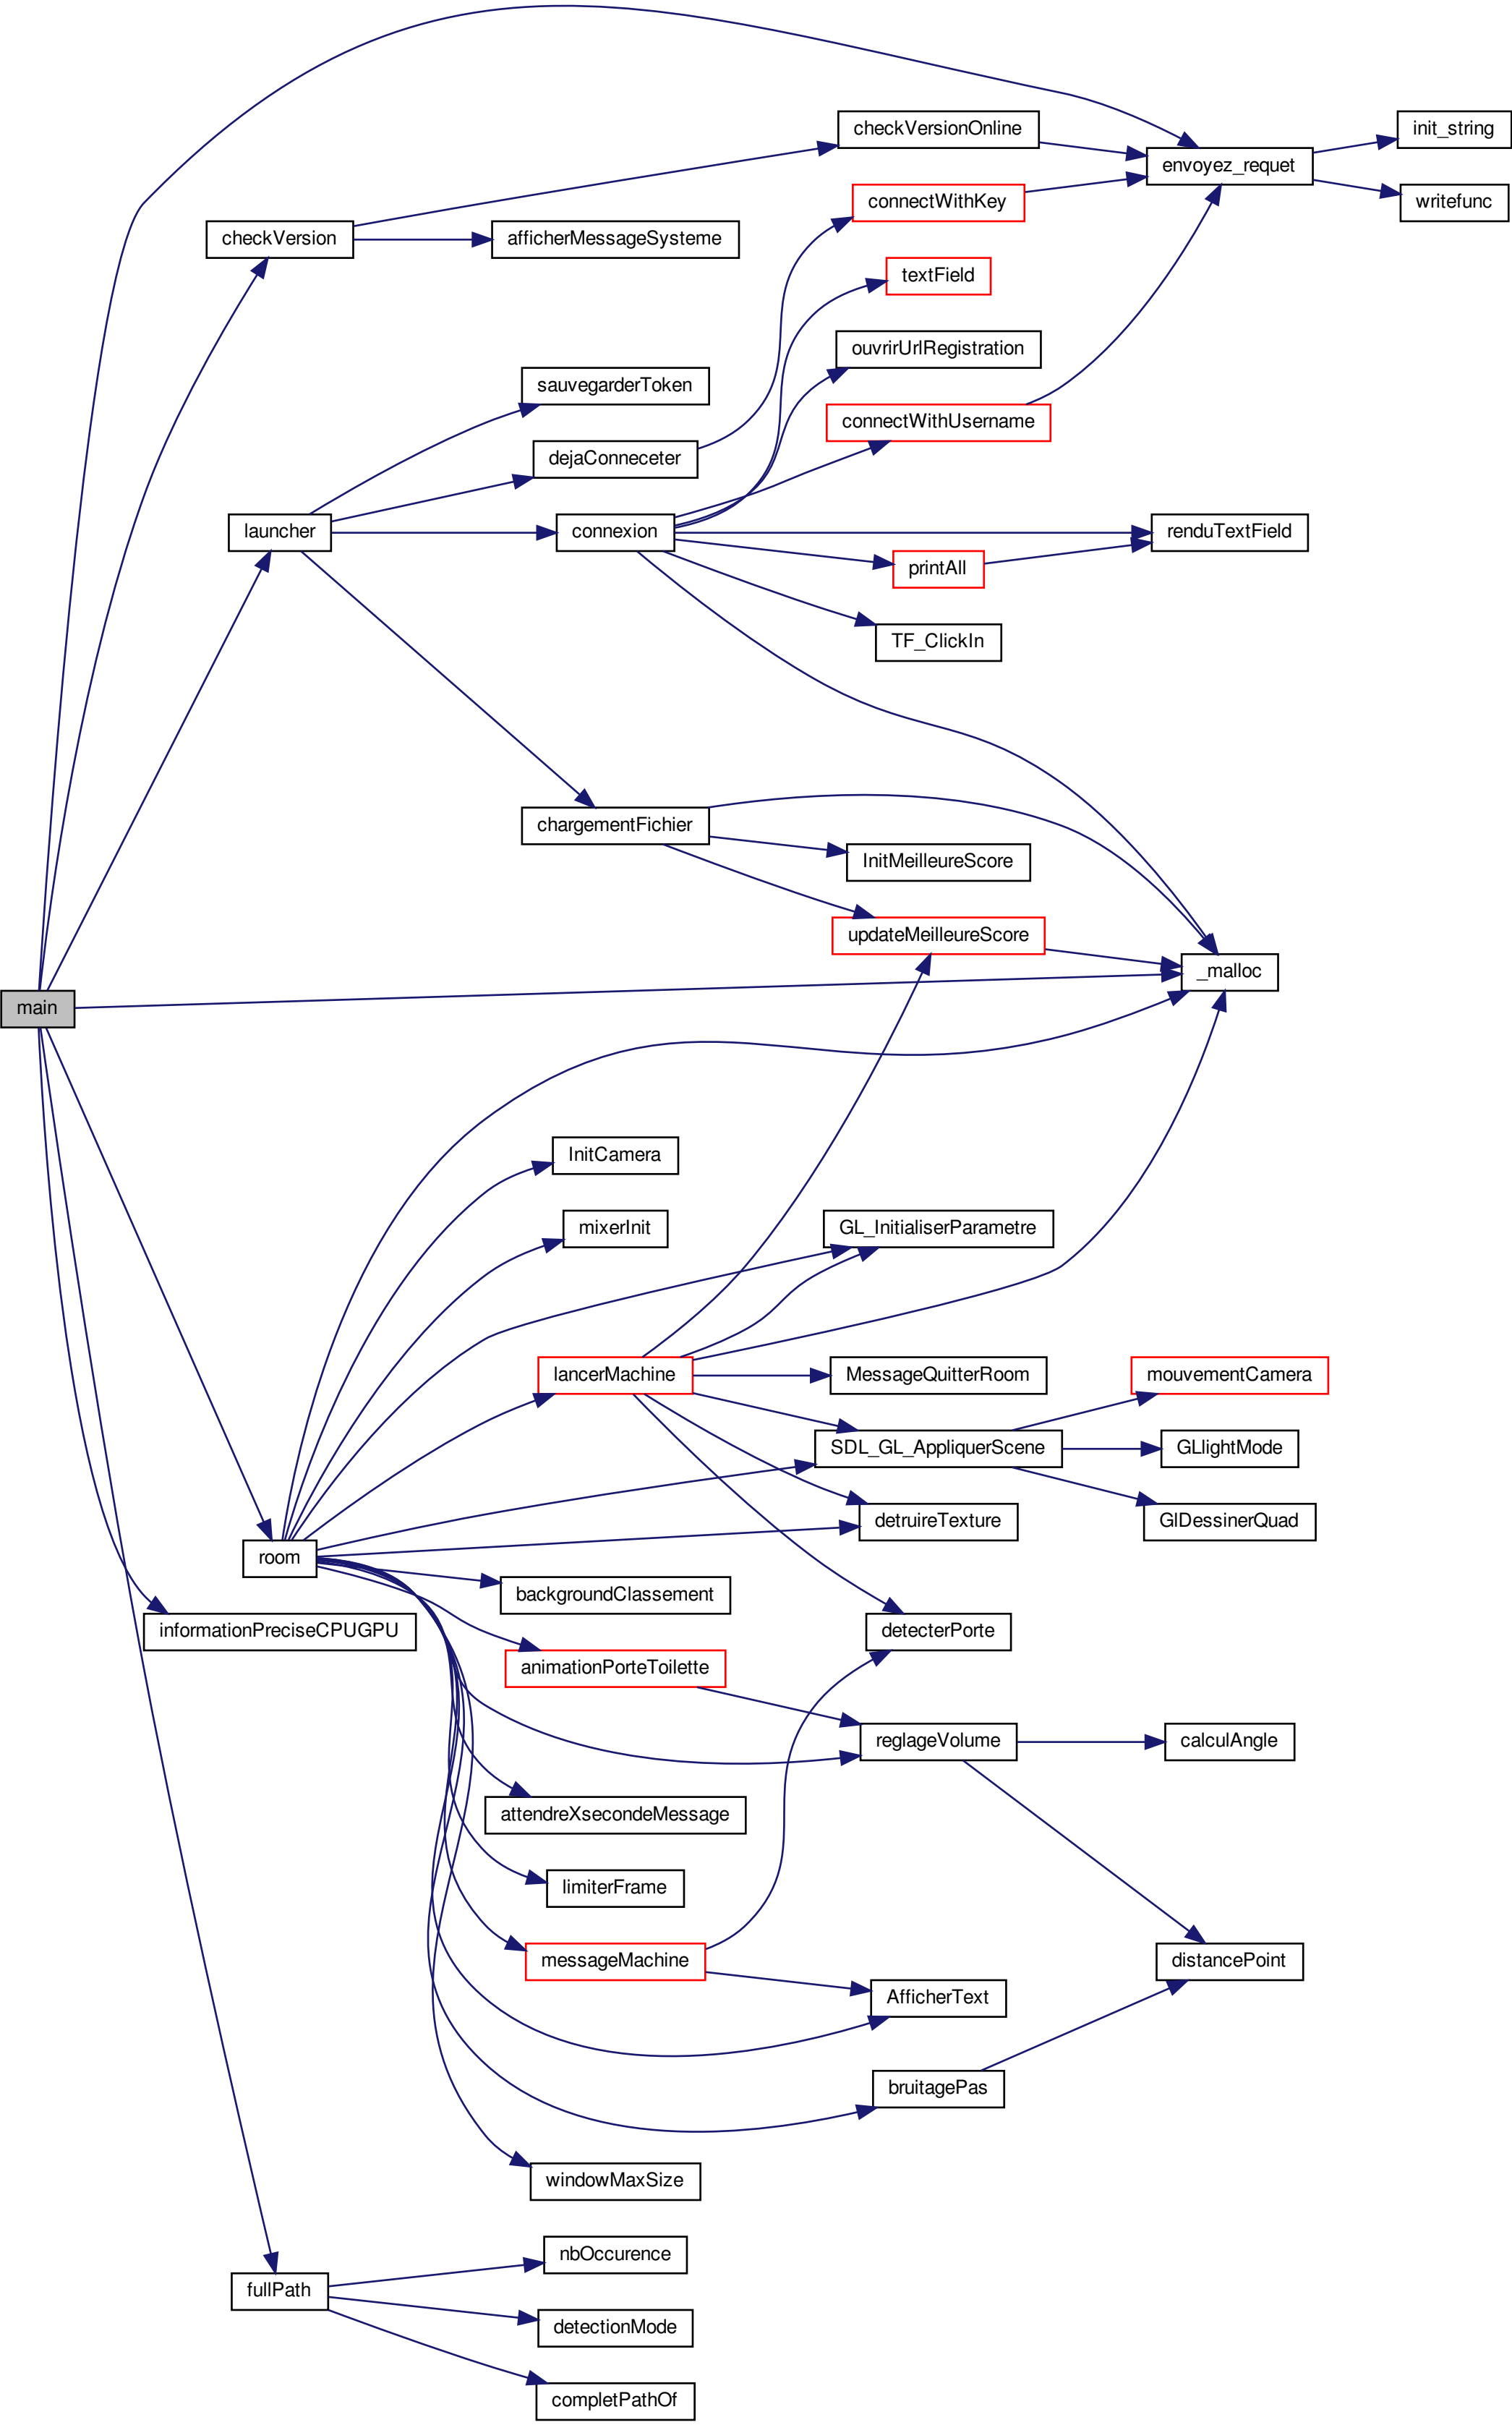 checkVersionOnline
init_string
envoyez_requet
connectWithKey
writefunc
checkVersion
afficherMessageSysteme
textField
ouvrirUrlRegistration
sauvegarderToken
connectWithUsername
dejaConneceter
launcher
connexion
renduTextField
printAll
TF_ClickIn
chargementFichier
InitMeilleureScore
updateMeilleureScore
_malloc
main
InitCamera
mixerInit
GL_InitialiserParametre
lancerMachine
MessageQuitterRoom
mouvementCamera
SDL_GL_AppliquerScene
GLlightMode
detruireTexture
GlDessinerQuad
room
backgroundClassement
informationPreciseCPUGPU
detecterPorte
animationPorteToilette
reglageVolume
calculAngle
attendreXsecondeMessage
limiterFrame
messageMachine
distancePoint
AfficherText
bruitagePas
windowMaxSize
nbOccurence
fullPath
detectionMode
completPathOf